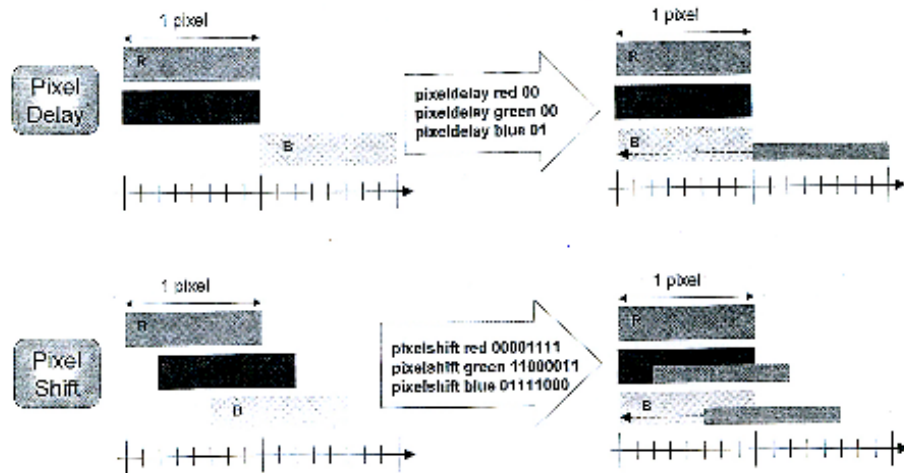 1 pixel
1 pixel
R
R
Pixel
Delay
pixeldelay red 00
pixeldelay green 00
pixeldelay blue 01
B
B
1 pixel
1 pixel
R
R
Pixel
Shift
pixelshift red 00001111
pixelshift green 11000011
pixelshift blue 01111000
B
B